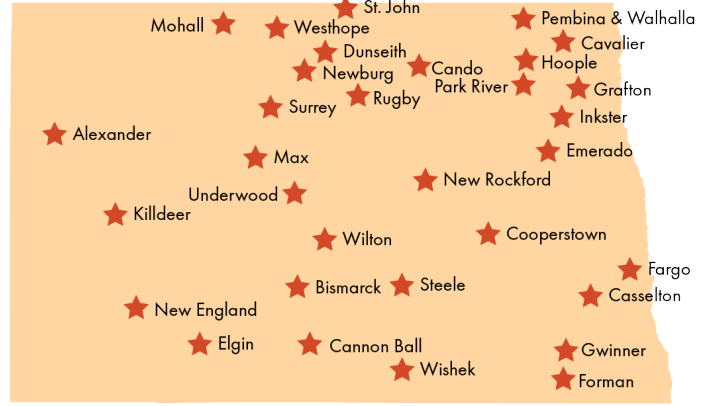 St. John
Pembina & Walhalla
Mohall
Westhope
Cavalier
Dunseith
Hoople
Cando
Newburg
Park River
Grafton
Rugby
Surrey
Inkster
Alexander
Emerado
Max
New Rockford
Underwood
Killdeer
Cooperstown
Wilton
Fargo
Steele
Bismarck
Casselton
New England
Elgin
Cannon Ball
Gwinner
Wishek
Forman